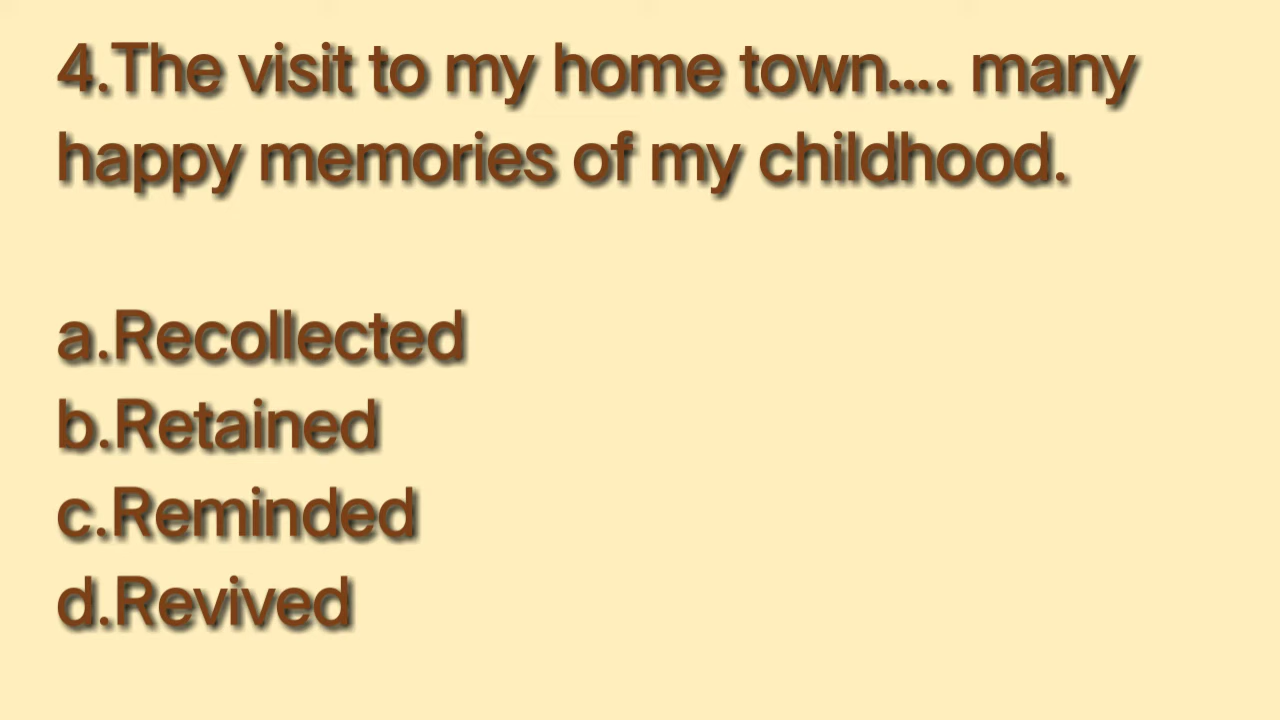 4.The visit to my home town.... many
happy memories of my childhood.
a.Recollected
b.Retained
c.Reminded
d.Revived